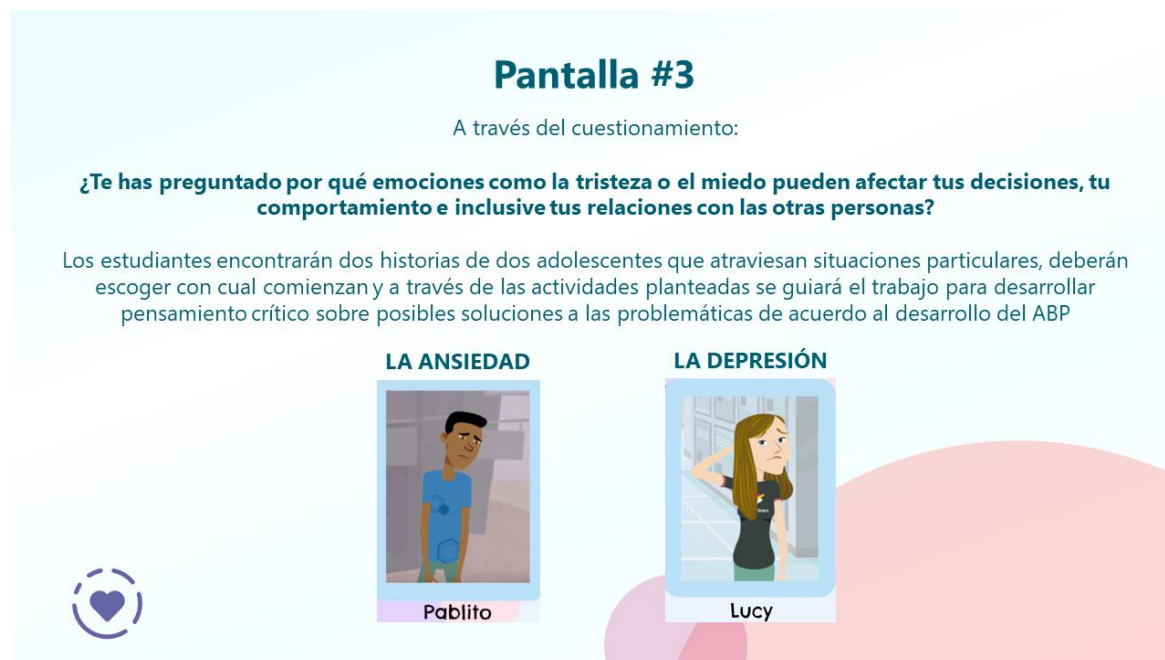 Pantalla #3
A través del cuestionamiento:
¿Te has preguntado por qué emociones como la tristeza o el miedo pueden afectar tus decisiones, tu
comportamiento e inclusive tus relaciones con las otras personas?
Los estudiantes encontrarán dos historias de dos adolescentes que atraviesan situaciones particulares, deberán
escoger con cual comienzan y a través de las actividades planteadas se guiará el trabajo para desarrollar
pensamiento crítico sobre posibles soluciones a las problemáticas de acuerdo al desarrollo del ABP
LA ANSIEDAD
LA DEPRESIÓN
Pablito
Lucy